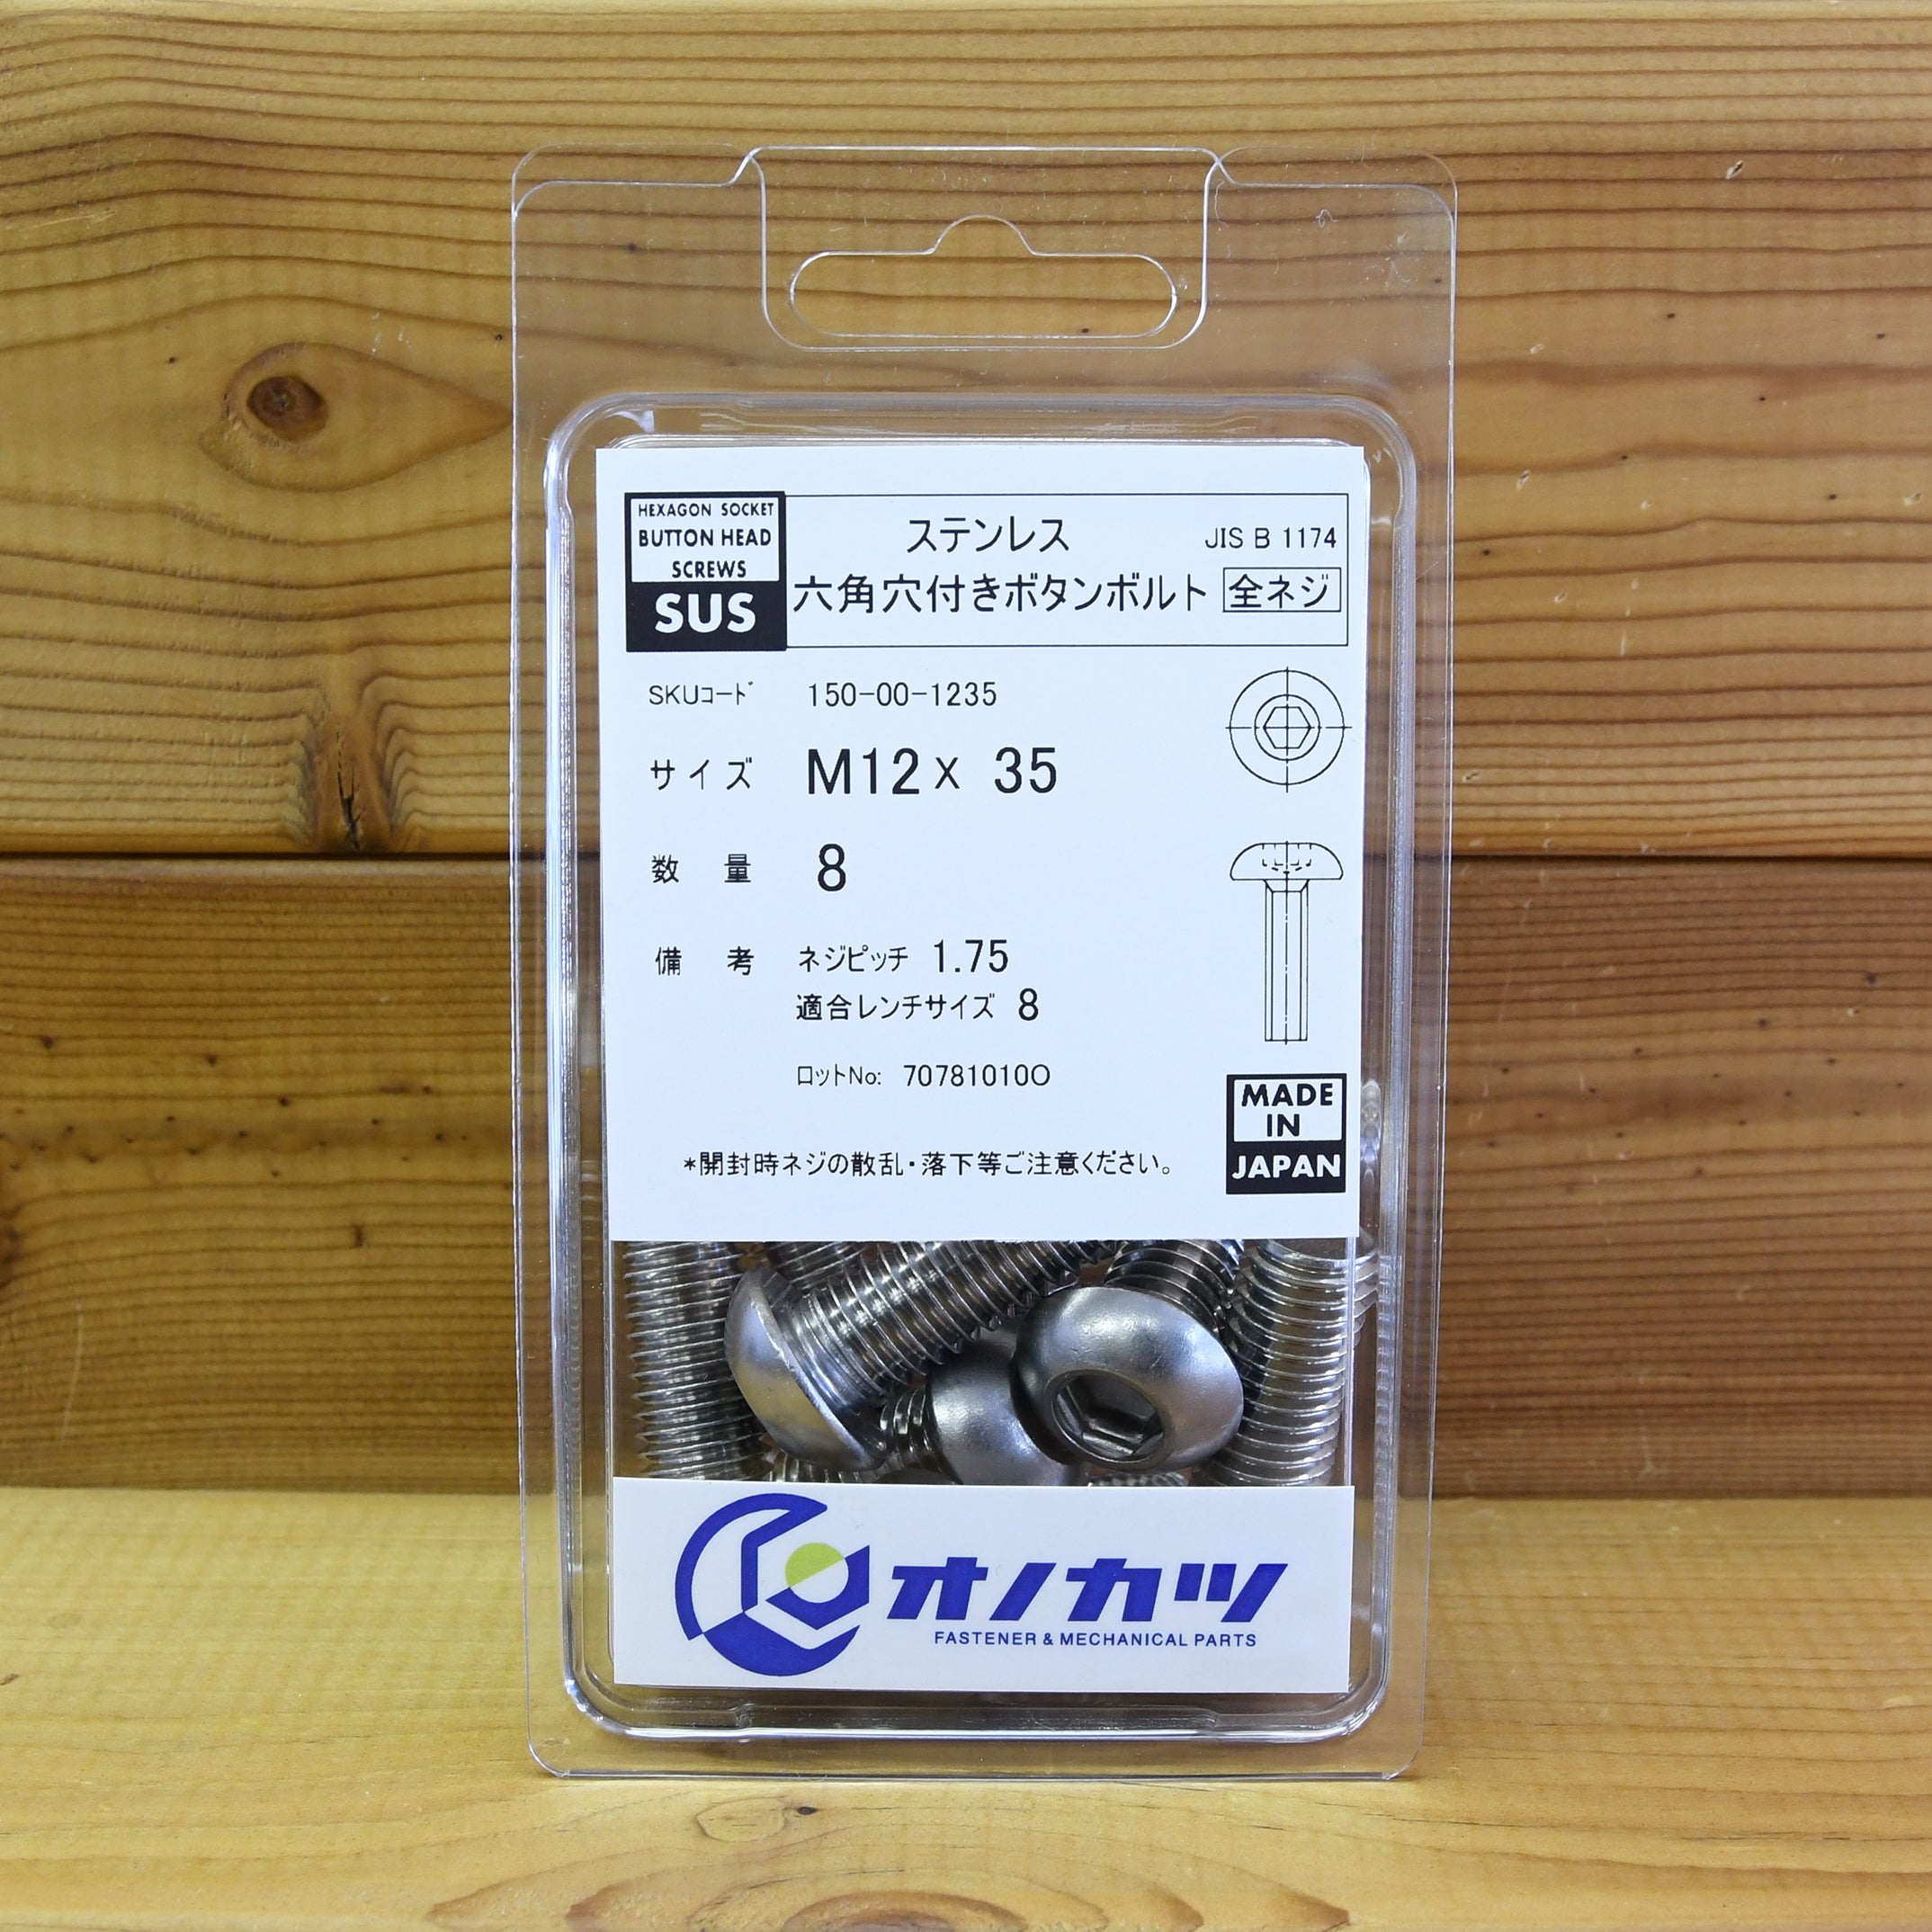 HEXAGON SOCKET
BUTTON HEAD
SCREWS
SUS
ステンレス
JIS B 1174
六角穴付きボタンボルト 全ネジ
SKUｺｰﾄﾞ 150-00-1235
サイズ M12× 35
数量 8
備考 ネジピッチ 1.75
適合レンチサイズ 8
ロットNo: 70781010O
*開封時ネジの散乱・落下等ご注意ください。
MADE
IN
JAPAN
オノカツ
FASTENER & MECHANICAL PARTS